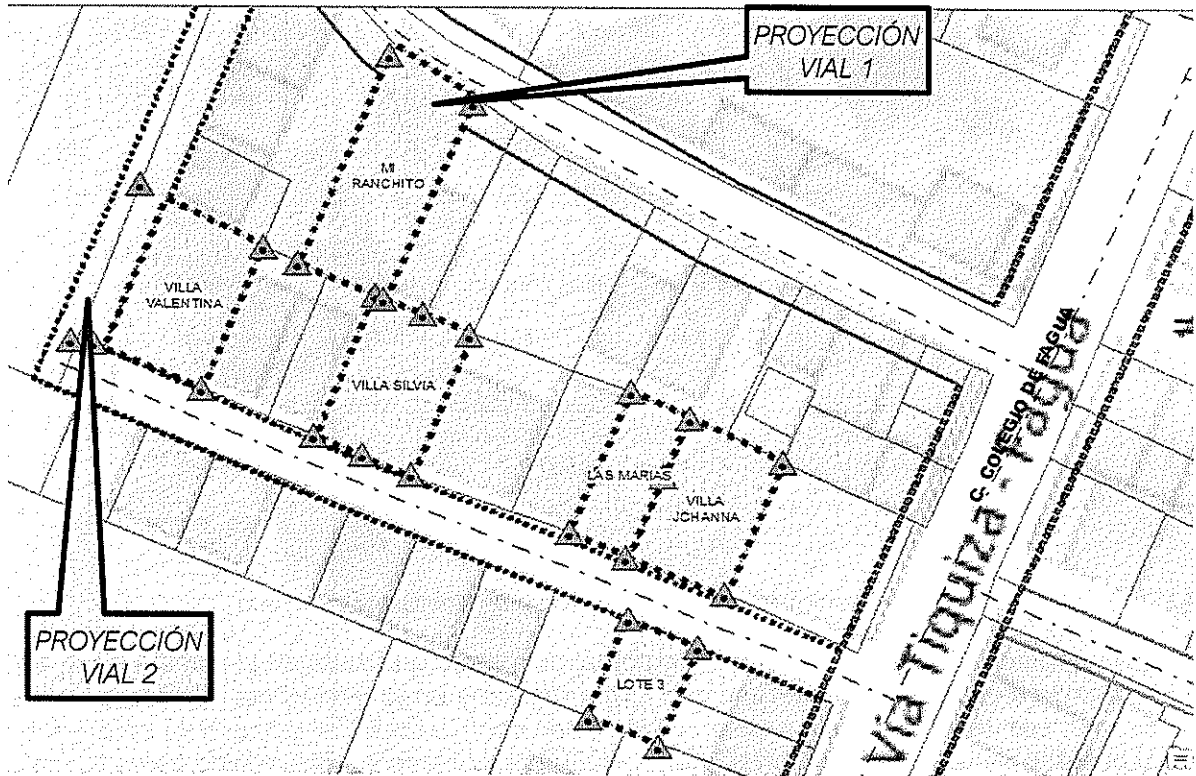 PROYECCIÓN
VIAL 1
MI
RANCHITO
VILLA
VALENTINA
VILLA SILVIA
LAS MARIAS
VILLA
JOHANNA
LOTE 3
PROYECCIÓN
VIAL 2
C. COLEGIO DE FAGUA
Vía Tiquiza - Fagua